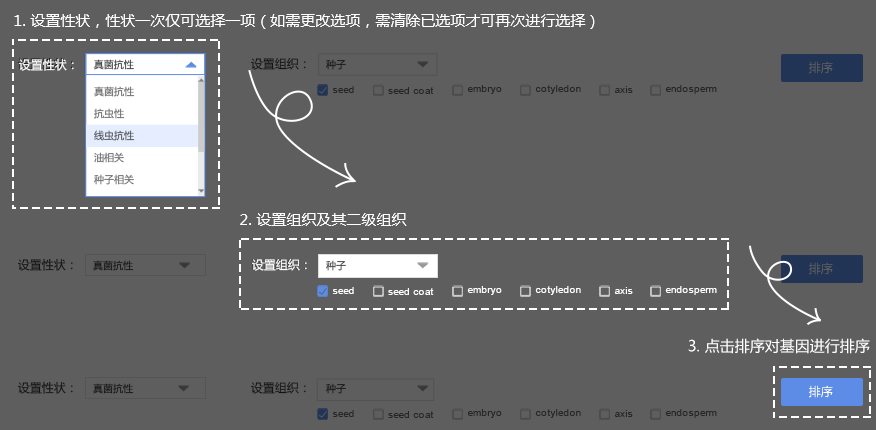 1. 设置性状，性状一次仅可选择一项（如需更改选项，需清除已选项才可再次进行选择）
设置性状： 真菌抗性 设置组织： 种子 排序
真菌抗性 seed seed coat embryo cotyledon axis endosperm
抗虫性
线虫抗性
油相关
种子相关
2. 设置组织及其二级组织
设置性状： 真菌抗性 设置组织： 种子 排序
seed seed coat embryo cotyledon axis endosperm
3. 点击排序对基因进行排序
设置性状： 真菌抗性 设置组织： 种子 排序
seed seed coat embryo cotyledon axis endosperm